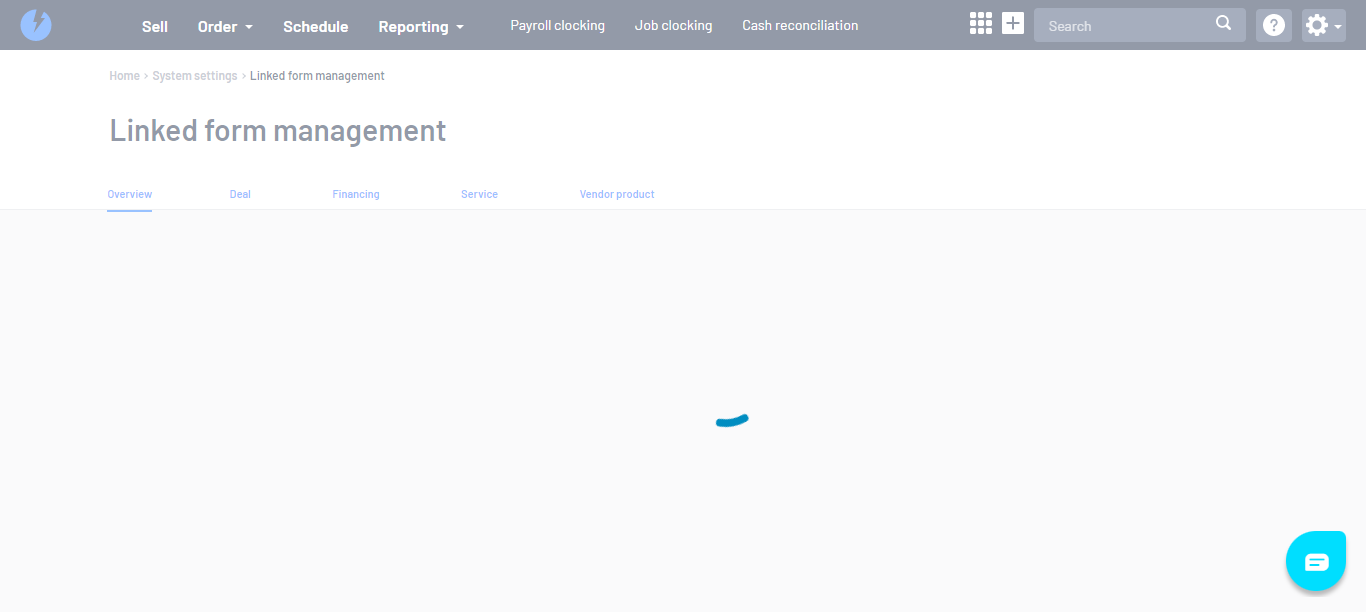 Sell Order Schedule Reporting Payroll clocking Job clocking Cash reconciliation Search
Home › System settings › Linked form management
Linked form management
Overview Deal Financing Service Vendor product